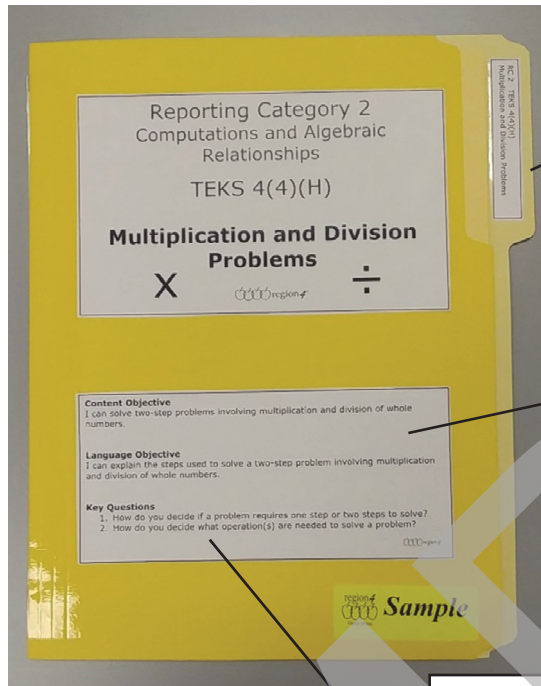 Reporting Category 2
Computations and Algebraic
Relationships
TEKS 4(4)(H)
Multiplication and Division
Problems
X ÷
region 4
RC 2 TEKS 4(4)(H)
Multiplication and Division Problems
Content Objective
I can solve two-step problems involving multiplication and division of whole
numbers.
Language Objective
I can explain the steps used to solve a two-step problem involving multiplication
and division of whole numbers.
Key Questions
1. How do you decide if a problem requires one step or two steps to solve?
2. How do you decide what operation(s) are needed to solve a problem?
region 4
Sample